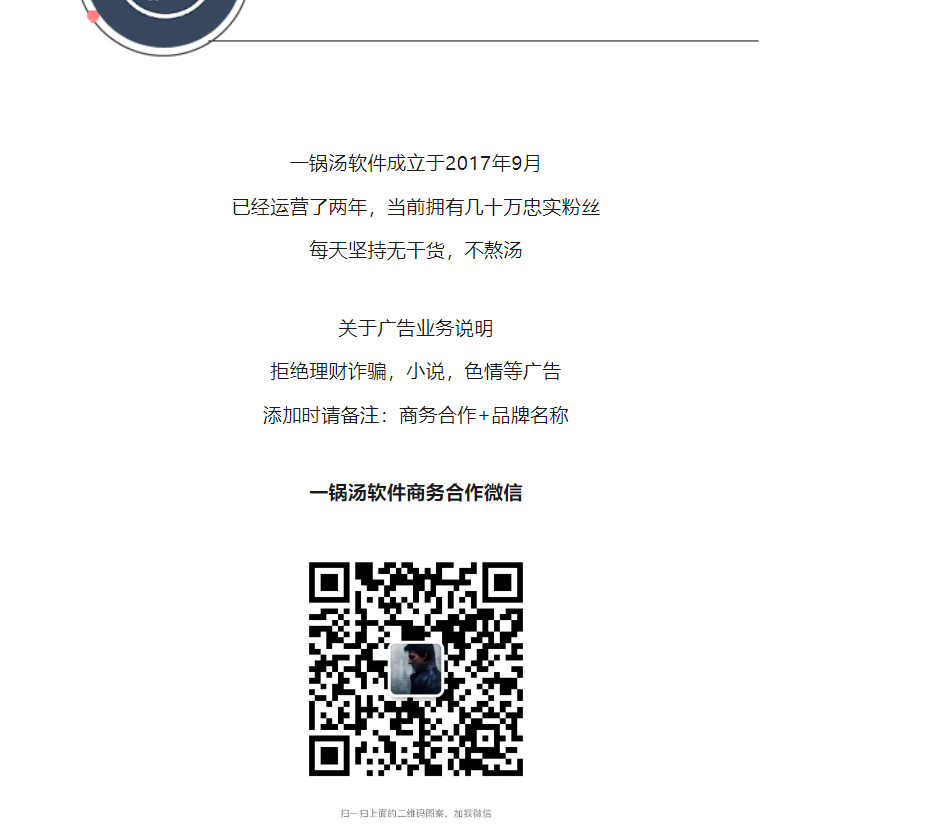 一锅汤软件成立于2017年9月
已经运营了两年，当前拥有几十万忠实粉丝
每天坚持无干货，不熬汤
关于广告业务说明
拒绝理财诈骗，小说，色情等广告
添加时请备注：商务合作+品牌名称
一锅汤软件商务合作微信
扫一扫上面的二维码图案，加我微信